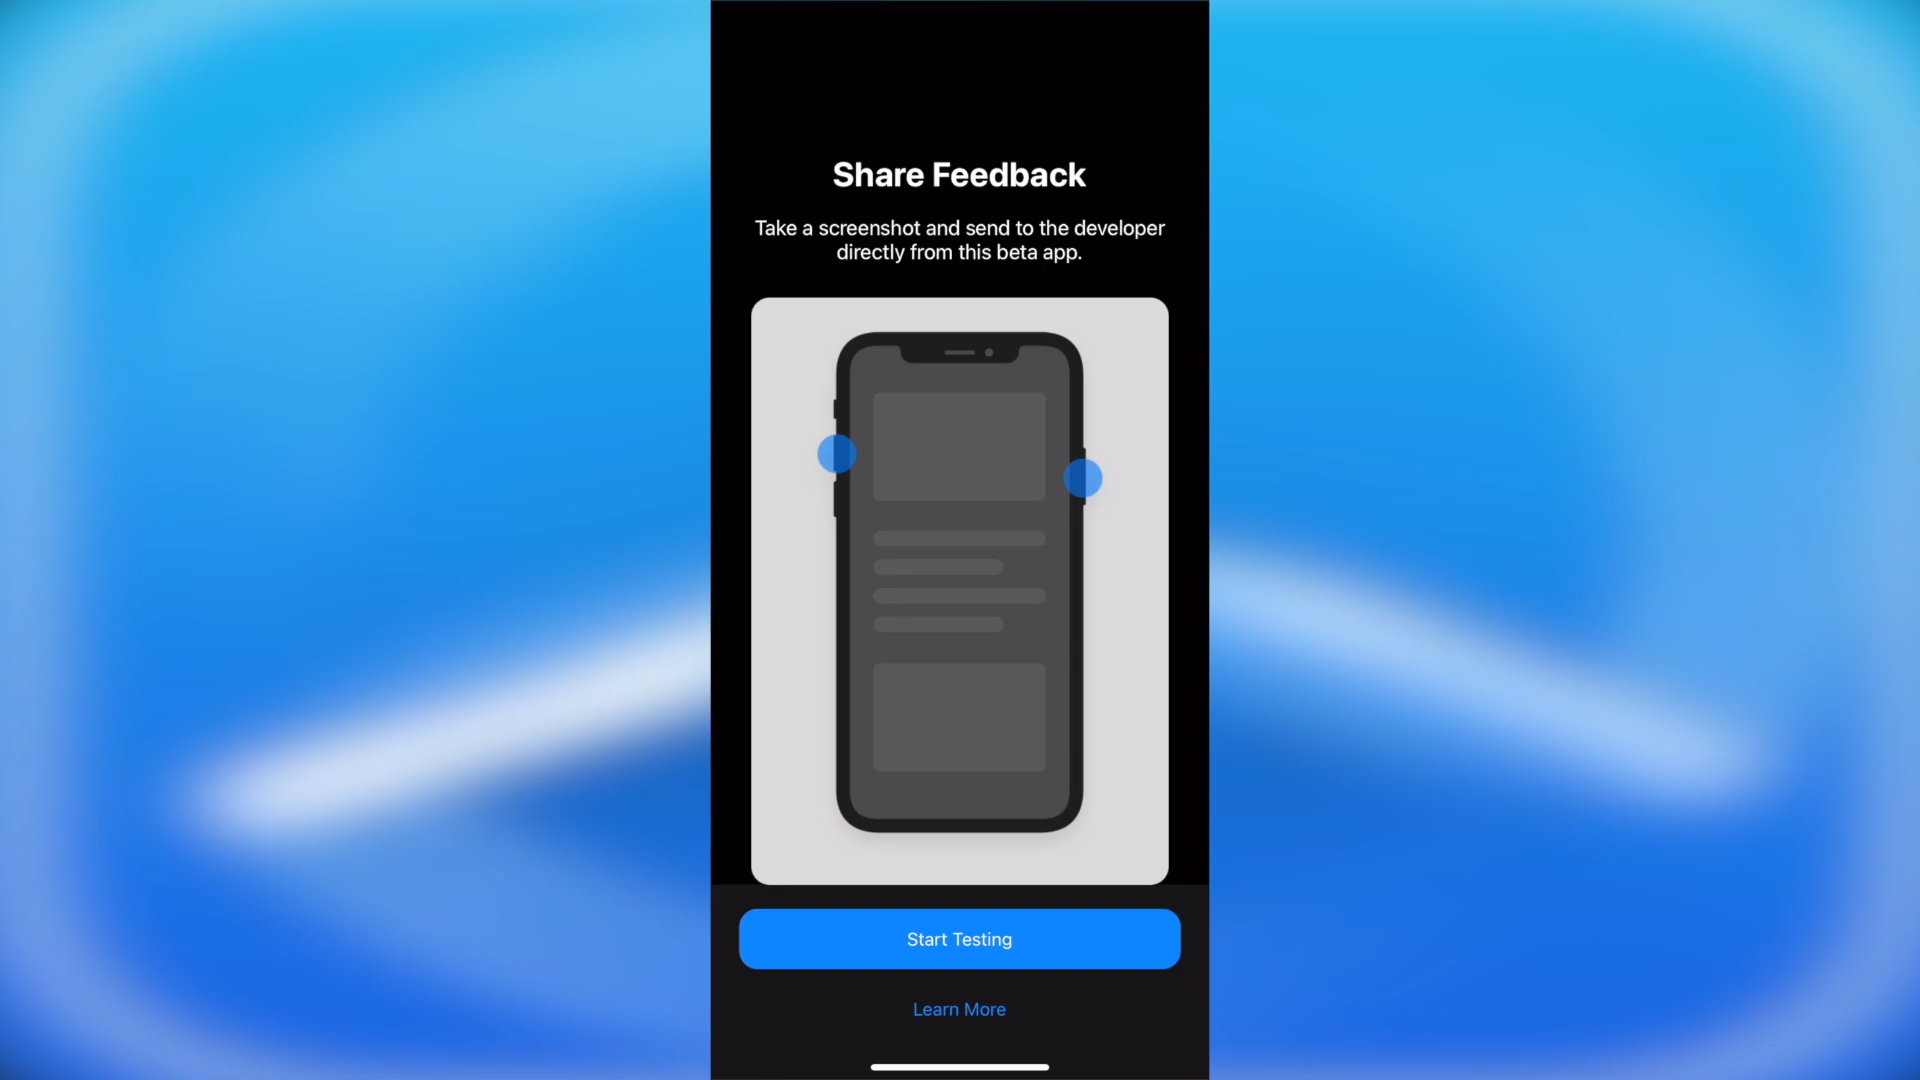 Share Feedback
Take a screenshot and send to the developer
directly from this beta app.
Start Testing
Learn More